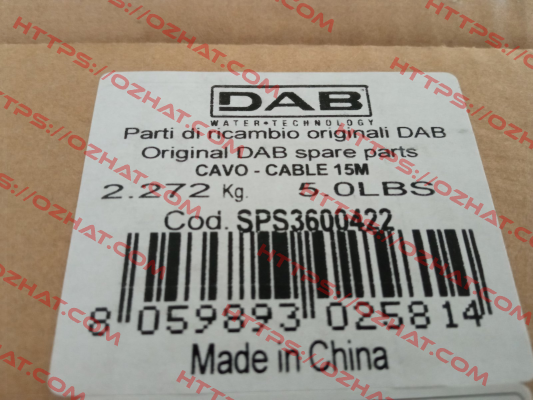 DAB
WATER•TECHNOLOGY
Parti di ricambio originali DAB
Original DAB spare parts
CAVO - CABLE 15M
2.272 Kg. 5.0LBS
Cod. SPS3600422
8 059893 025814
Made in China
HTTPS://OZHAT.COM